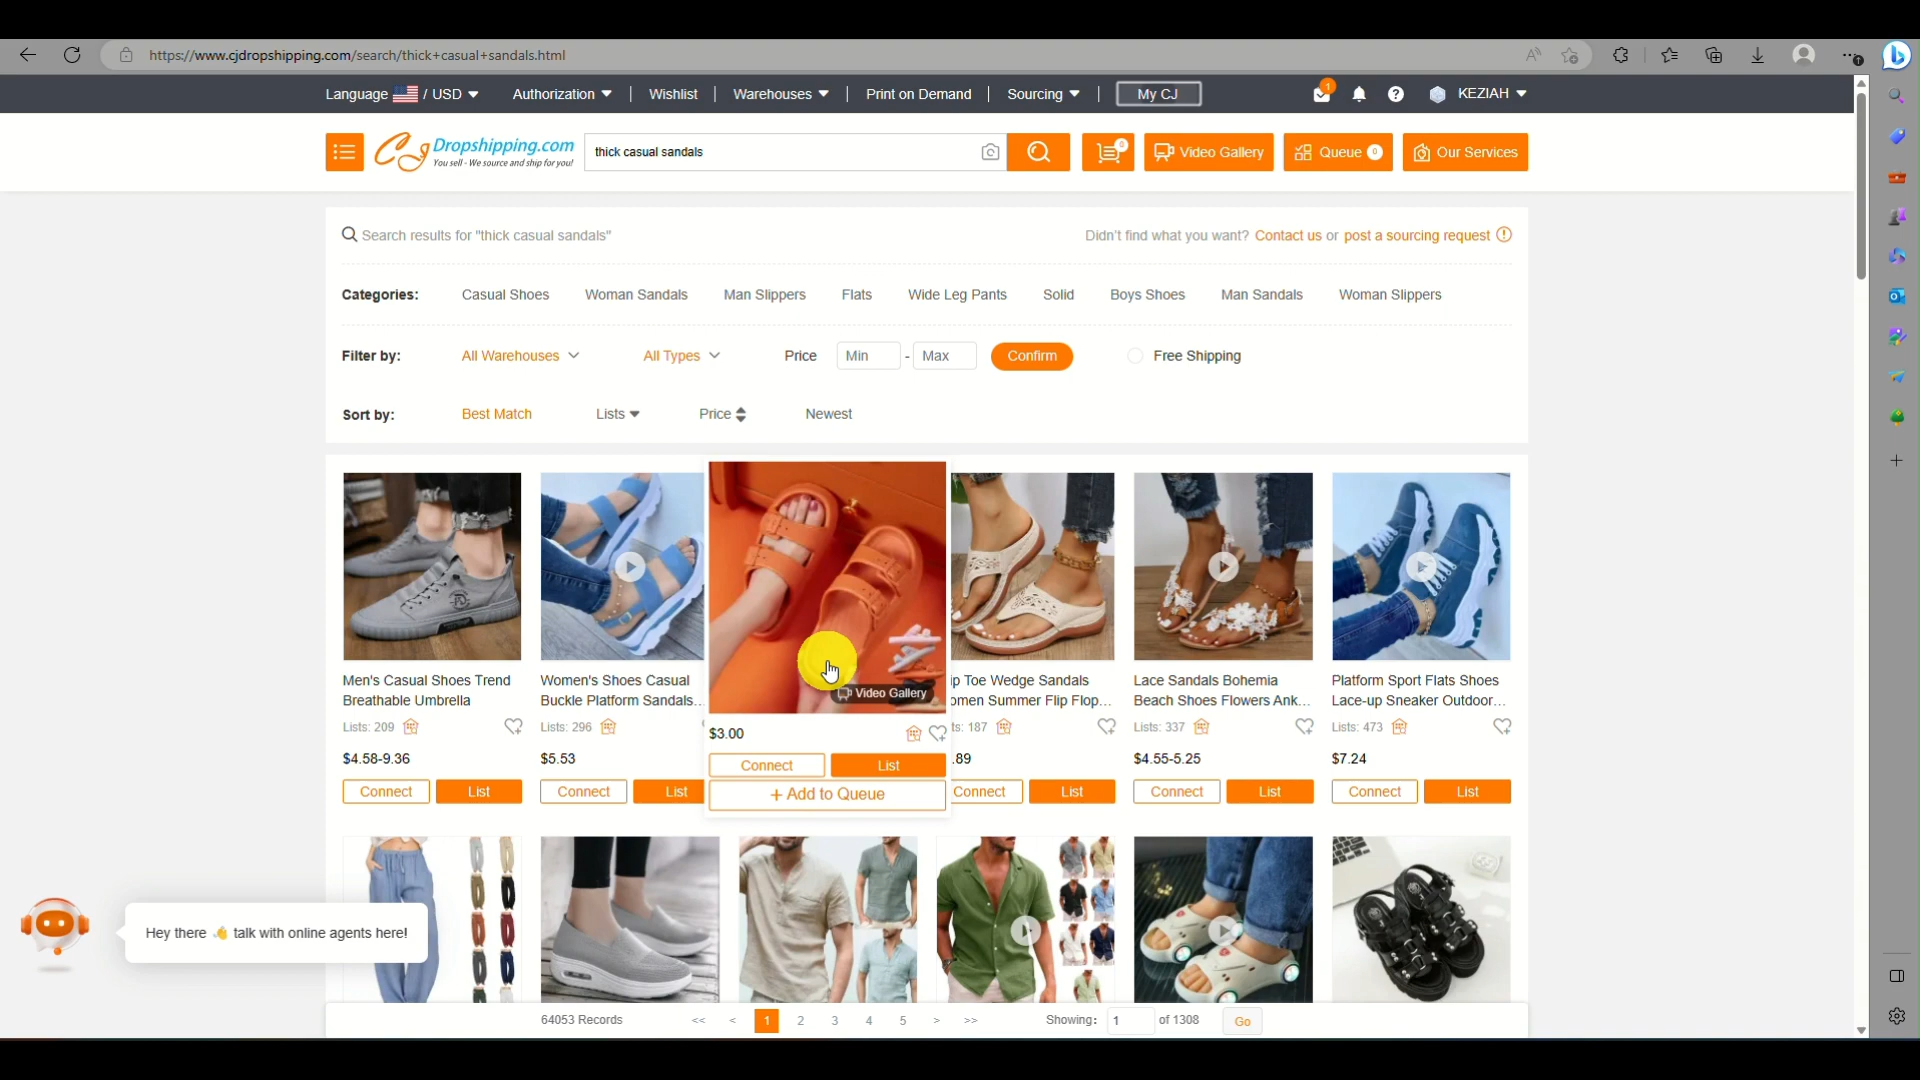 https://www.cjdropshipping.com/search/thick+casual+sandals.html
Language / USD Authorization Wishlist Warehouses Print on Demand Sourcing My CJ 1 KEZIAH
CJ Dropshipping.com
You sell - We source and ship for you!
thick casual sandals
0
Video Gallery
Queue 0
Our Services
Search results for "thick casual sandals"
Didn't find what you want? Contact us or post a sourcing request
Categories: Casual Shoes Woman Sandals Man Slippers Flats Wide Leg Pants Solid Boys Shoes Man Sandals Woman Slippers
Filter by: All Warehouses All Types Price Min - Max Confirm Free Shipping
Sort by: Best Match Lists Price Newest
Men's Casual Shoes Trend
Breathable Umbrella
Lists: 209
$4.58-9.36
Connect List
Women's Shoes Casual
Buckle Platform Sandals...
Lists: 296
$5.53
Connect List
Video Gallery
$3.00
Connect List
+ Add to Queue
ip Toe Wedge Sandals
omen Summer Flip Flop...
ts: 187
.89
Connect List
Lace Sandals Bohemia
Beach Shoes Flowers Ank...
Lists: 337
$4.55-5.25
Connect List
Platform Sport Flats Shoes
Lace-up Sneaker Outdoor...
Lists: 473
$7.24
Connect List
Hey there 👋 talk with online agents here!
64053 Records << < 1 2 3 4 5 > >> Showing: 1 of 1308 Go